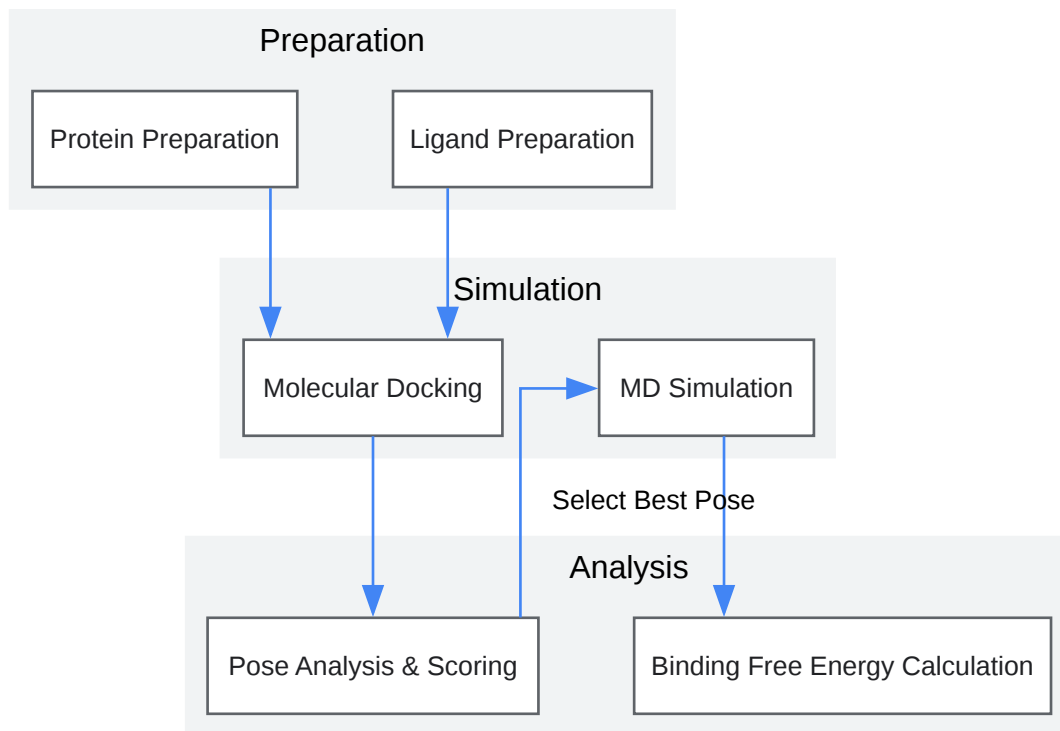 Preparation
Protein Preparation
Ligand Preparation
Simulation
Molecular Docking
MD Simulation
Select Best Pose
Analysis
Pose Analysis & Scoring
Binding Free Energy Calculation